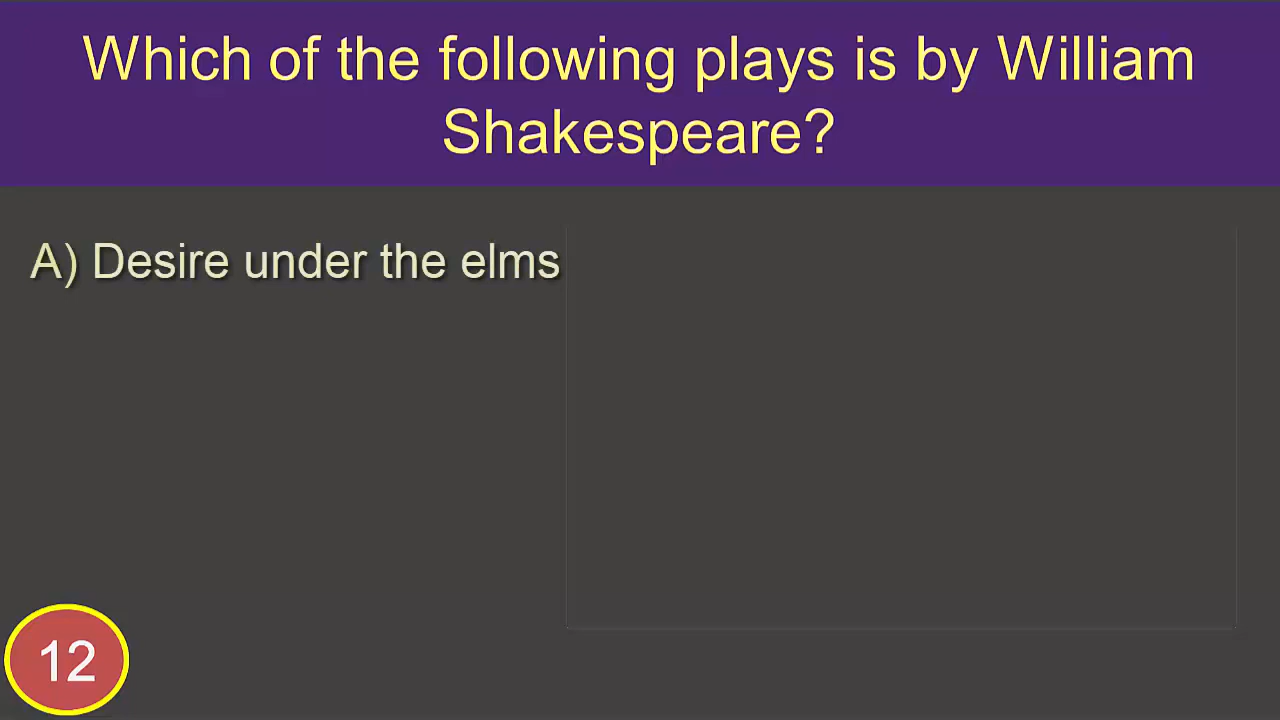 Which of the following plays is by William
Shakespeare?
A) Desire under the elms
12